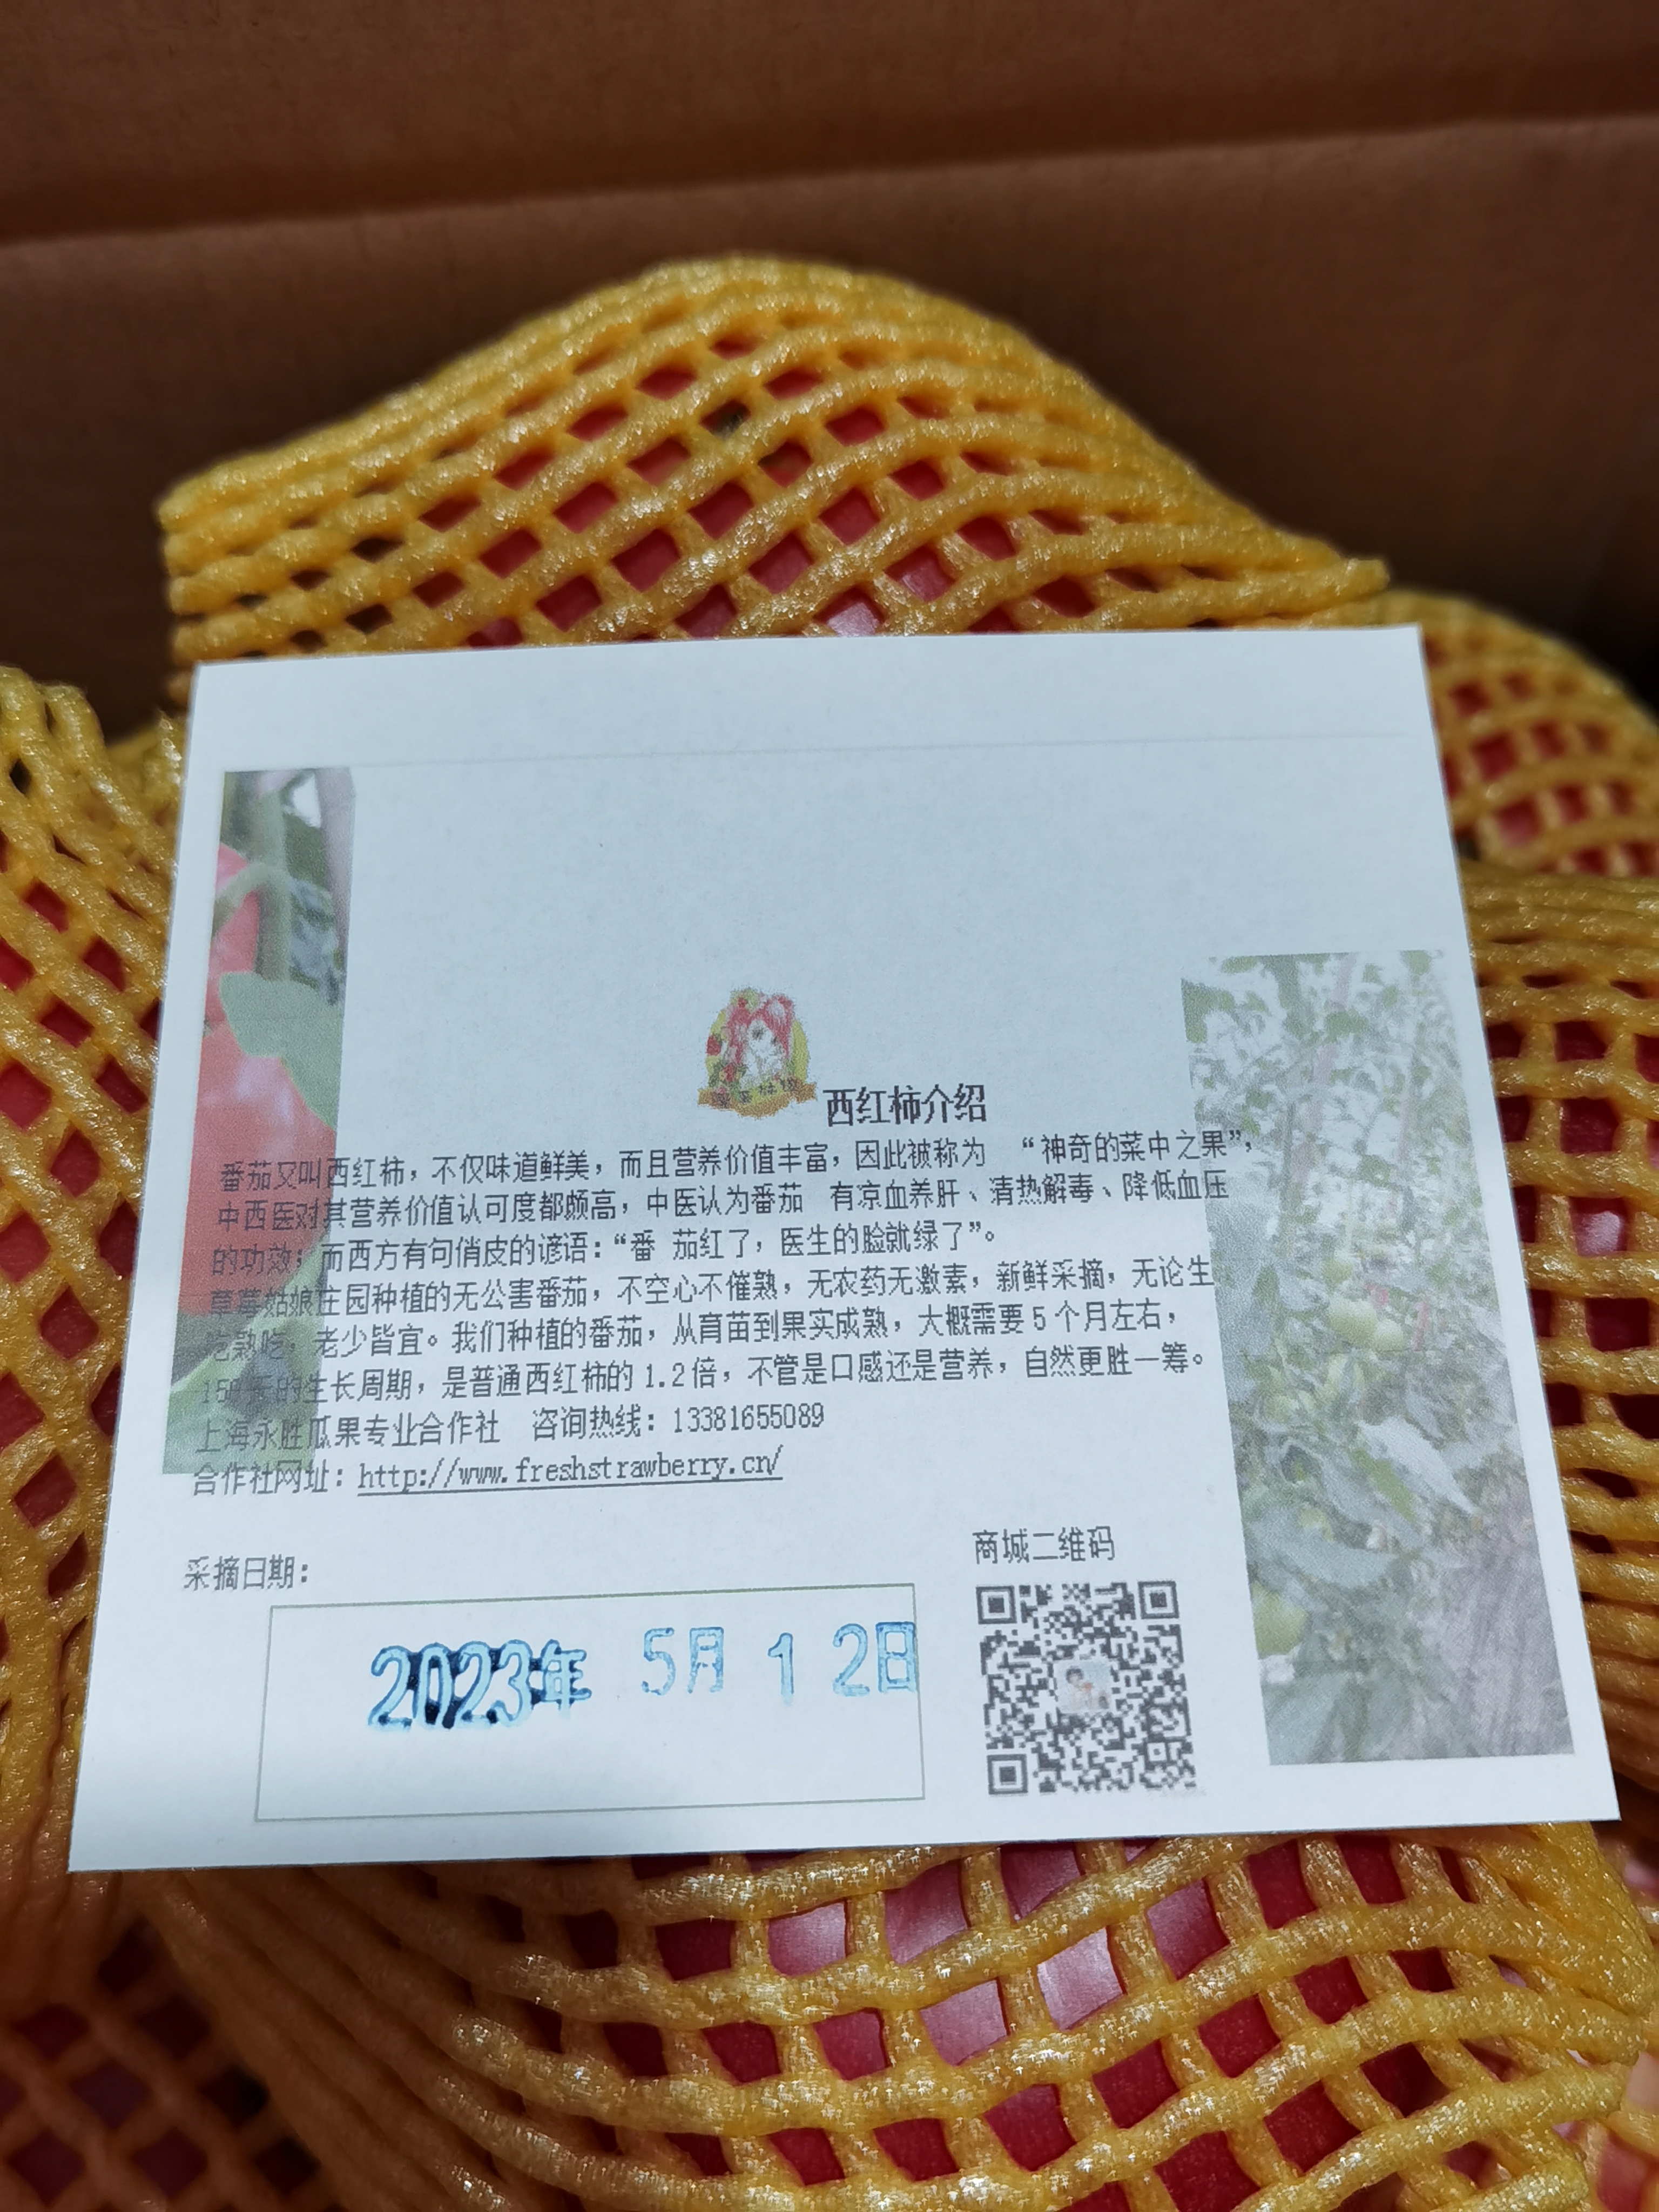 西红柿介绍
番茄又叫西红柿，不仅味道鲜美，而且营养价值丰富，因此被称为 “神奇的菜中之果”，
中西医对其营养价值认可度都颇高，中医认为番茄 有凉血养肝、清热解毒、降低血压
的功效；而西方有句俏皮的谚语：“番 茄红了，医生的脸就绿了”。
草莓姑娘庄园种植的无公害番茄，不空心不催熟，无农药无激素，新鲜采摘，无论生
吃熟吃，老少皆宜。我们种植的番茄，从育苗到果实成熟，大概需要5个月左右，
150天的生长周期，是普通西红柿的1.2倍，不管是口感还是营养，自然更胜一筹。
上海永胜瓜果专业合作社 咨询热线：13381655089
合作社网址：http://www.freshstrawberry.cn/
商城二维码
采摘日期：
2023年 5月 12日